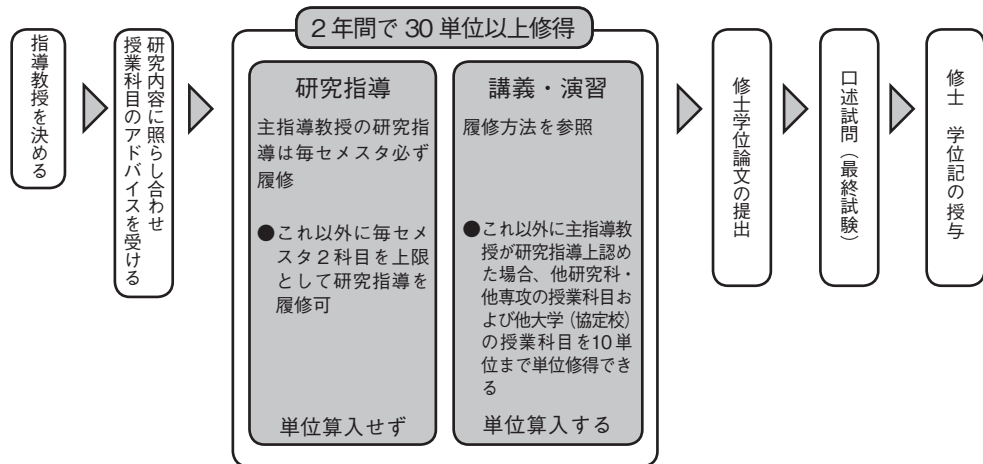 指導教授を決める
研究内容に照らし合わせ
授業科目のアドバイスを受ける
2年間で30単位以上修得
研究指導
主指導教授の研究指
導は毎セメスタ必ず
履修
●これ以外に毎セメ
スタ2科目を上限
として研究指導を
履修可
単位算入せず
講義・演習
履修方法を参照
●これ以外に主指導教
授が研究指導上認め
た場合、他研究科・
他専攻の授業科目お
よび他大学(協定校)
の授業科目を10単
位まで単位修得でき
る
単位算入する
修士学位論文の提出
口述試問(最終試験)
修士 学位記の授与